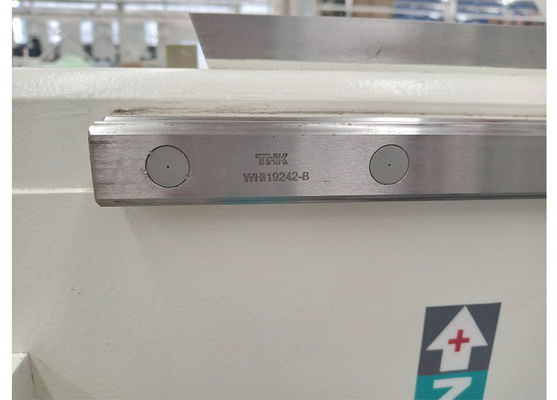 THK
WHI19242-B
+
Z